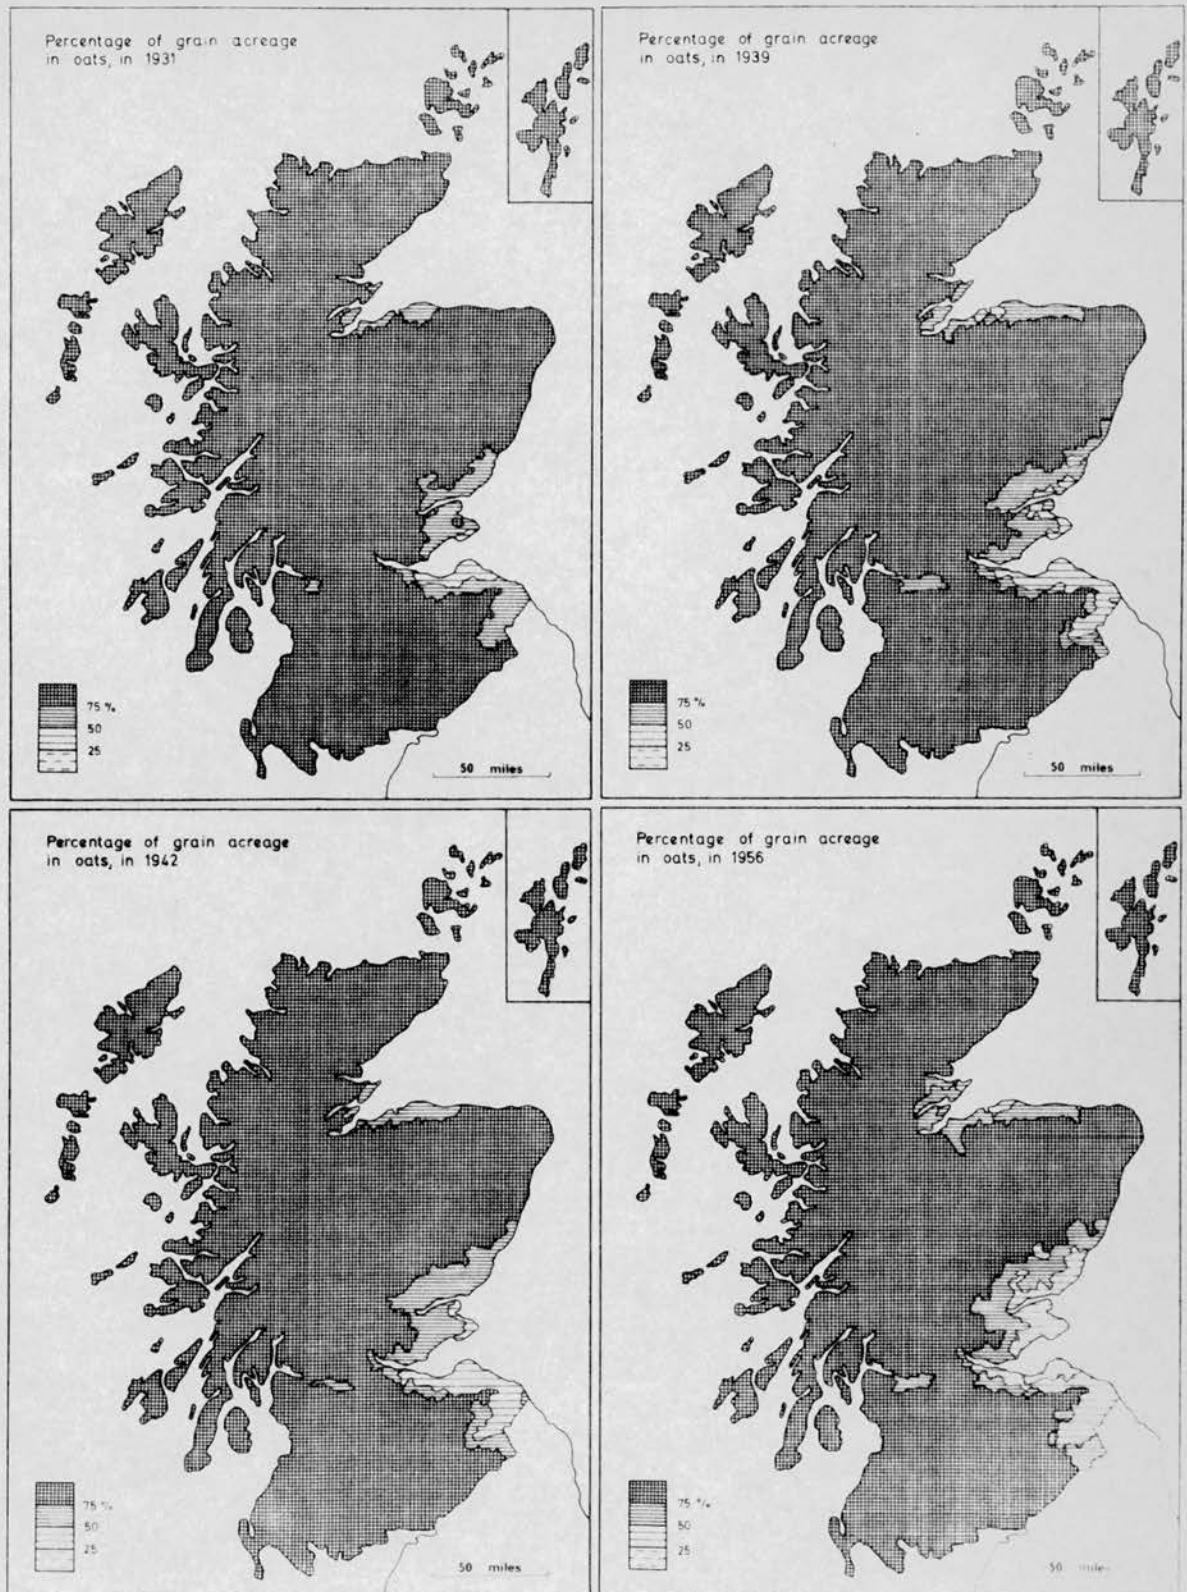 Percentage of grain acreage
in oats, in 1931
75 %
50
25
50 miles
Percentage of grain acreage
in oats, in 1939
75 %
50
25
50 miles
Percentage of grain acreage
in oats, in 1942
75 %
50
25
50 miles
Percentage of grain acreage
in oats, in 1956
75 %
50
25
50 miles